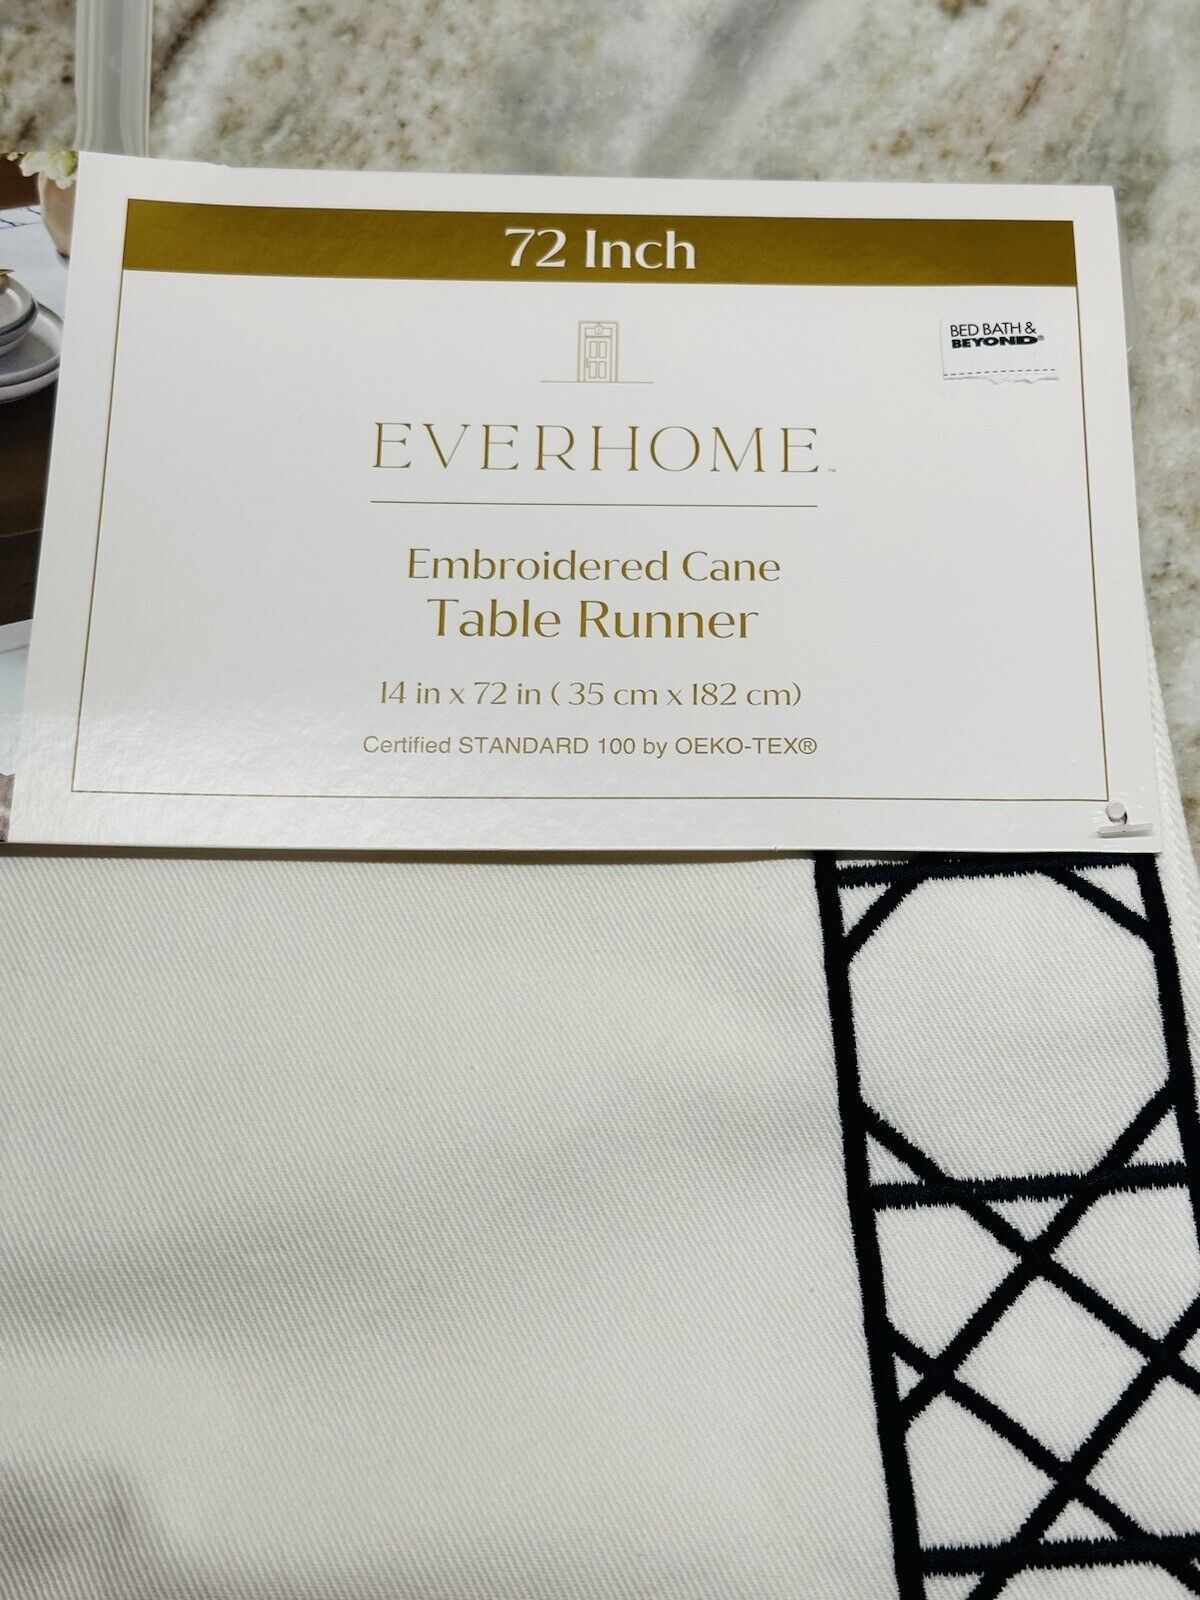 72 Inch
BED BATH &
BEYOND®
EVERHOME™
Embroidered Cane
Table Runner
14 in x 72 in ( 35 cm x 182 cm)
Certified STANDARD 100 by OEKO-TEX®